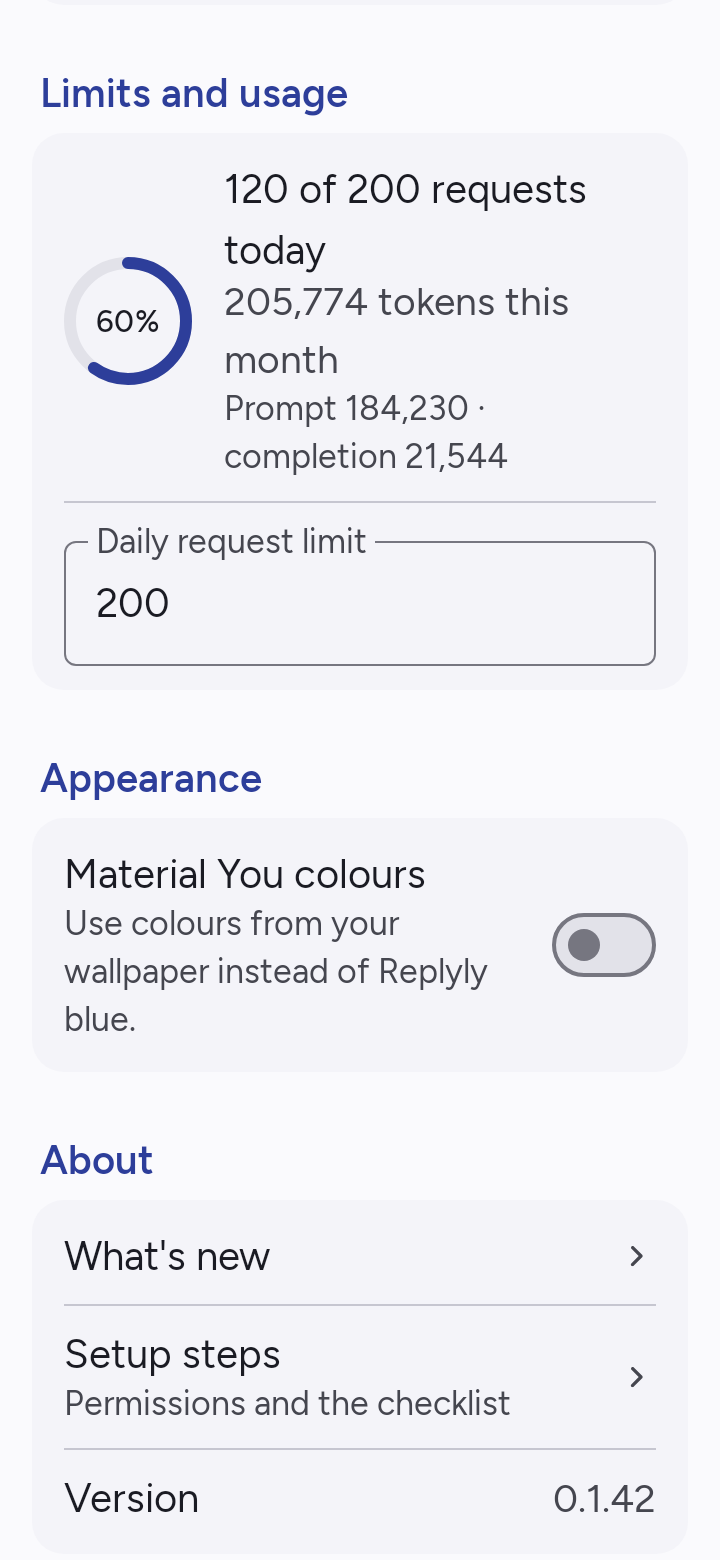 Limits and usage
120 of 200 requests
today
60%
205,774 tokens this
month
Prompt 184,230 ·
completion 21,544
Daily request limit
200
Appearance
Material You colours
Use colours from your
wallpaper instead of Replyly
blue.
About
What's new
Setup steps
Permissions and the checklist
Version 0.1.42